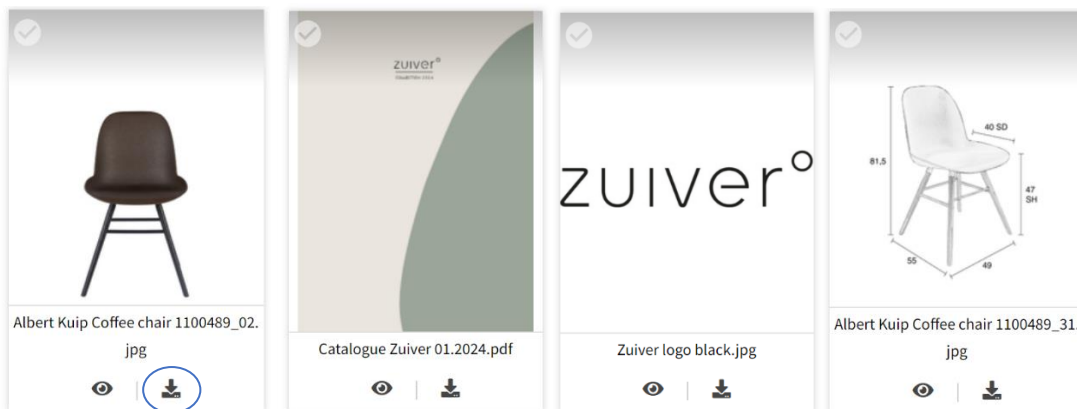 Albert Kuip Coffee chair 1100489_02.
jpg
zuiver°
Catalogue Zuiver 01.2024.pdf
zuiver°
Zuiver logo black.jpg
40 SD
81,5
47
SH
55
49
Albert Kuip Coffee chair 1100489_31.
jpg